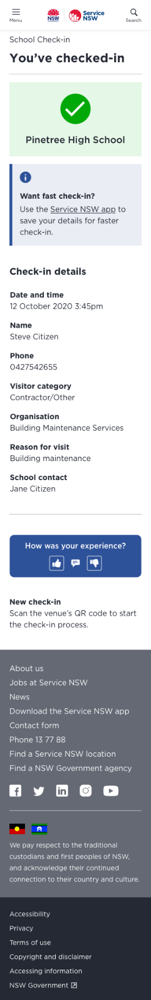 Menu
NSW
GOVERNMENT
Service
NSW
Search
School Check-in
You’ve checked-in
Pinetree High School
Want fast check-in?
Use the Service NSW app to
save your details for faster
check-in.
Check-in details
Date and time
12 October 2020 3:45pm
Name
Steve Citizen
Phone
0427542655
Visitor category
Contractor/Other
Organisation
Building Maintenance Services
Reason for visit
Building maintenance
School contact
Jane Citizen
How was your experience?
New check-in
Scan the venue’s QR code to start
the check-in process.
About us
Jobs at Service NSW
News
Download the Service NSW app
Contact form
Phone 13 77 88
Find a Service NSW location
Find a NSW Government agency
We pay respect to the traditional
custodians and first peoples of NSW,
and acknowledge their continued
connection to their country and culture.
Accessibility
Privacy
Terms of use
Copyright and disclaimer
Accessing information
NSW Government